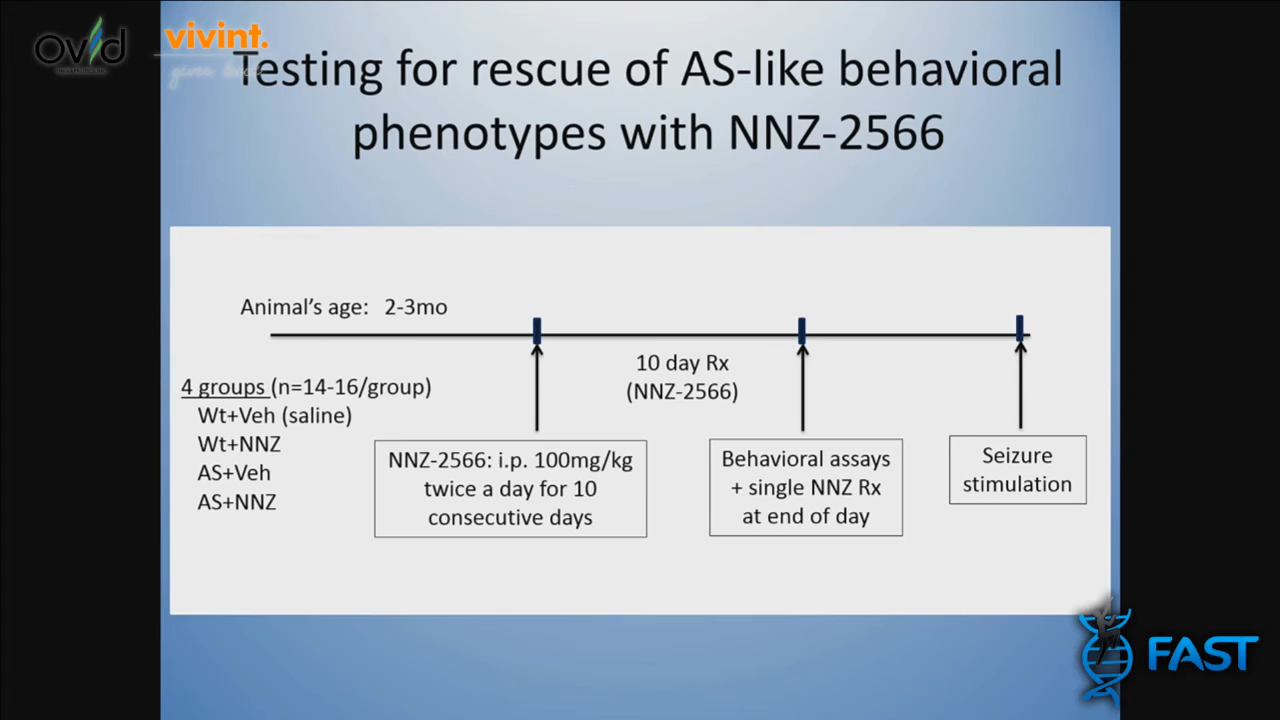 ovid
vivint.
gives back
Testing for rescue of AS-like behavioral
phenotypes with NNZ-2566
Animal's age: 2-3mo
10 day Rx
(NNZ-2566)
4 groups (n=14-16/group)
Wt+Veh (saline)
Wt+NNZ
AS+Veh
AS+NNZ
NNZ-2566: i.p. 100mg/kg
twice a day for 10
consecutive days
Behavioral assays
+ single NNZ Rx
at end of day
Seizure
stimulation
FAST